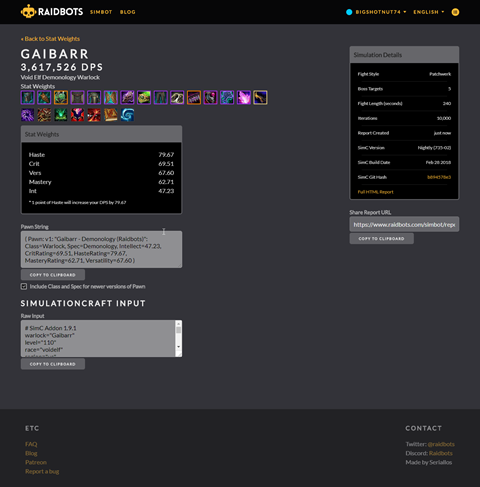 RAIDBOTS
SIMBOT
BLOG
BIGSHOTNUT74
ENGLISH
« Back to Stat Weights
GAIBARR
3,617,526 DPS
Void Elf Demonology Warlock
Stat Weights
Stat Weights
Haste 79.67
Crit 69.51
Vers 67.60
Mastery 62.71
Int 47.23
* 1 point of Haste will increase your DPS by 79.67
Pawn String
( Pawn: v1: "Gaibarr - Demonology (Raidbots)":
Class=Warlock, Spec=Demonology, Intellect=47.23,
CritRating=69.51, HasteRating=79.67,
MasteryRating=62.71, Versatility=67.60 )
COPY TO CLIPBOARD
Include Class and Spec for newer versions of Pawn
SIMULATIONCRAFT INPUT
Raw Input
# SimC Addon 1.9.1
warlock="Gaibarr"
level="110"
race="voidelf"
COPY TO CLIPBOARD
Simulation Details
Fight Style Patchwerk
Boss Targets 5
Fight Length (seconds) 240
Iterations 10,000
Report Created just now
SimC Version Nightly (735-02)
SimC Build Date Feb 28 2018
SimC Git Hash
Full HTML Report
Share Report URL
https://www.raidbots.com/simbot/repo
COPY TO CLIPBOARD
ETC
FAQ
Blog
Patreon
Report a bug
CONTACT
Twitter: @raidbots
Discord: Raidbots
Made by Seriallos